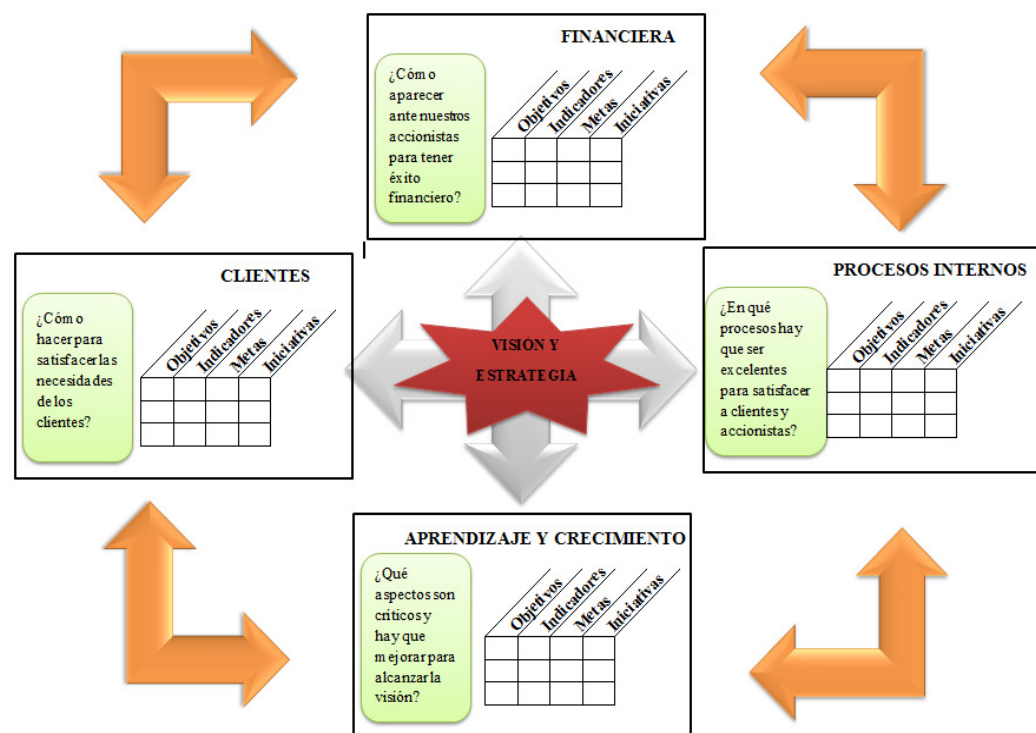 FINANCIERA
¿Cómo
aparecer
ante nuestros
accionistas
para tener
éxito
financiero?
Objetivos
Indicadores
Metas
Iniciativas
CLIENTES
¿Cómo
hacer para
satisfacer las
necesidades
de los
clientes?
Objetivos
Indicadores
Metas
Iniciativas
VISIÓN Y
ESTRATEGIA
PROCESOS INTERNOS
¿En qué
procesos hay
que ser
excelentes
para satisfacer
a clientes y
accionistas?
Objetivos
Indicadores
Metas
Iniciativas
APRENDIZAJE Y CRECIMIENTO
¿Qué
aspectos son
críticos y
hay que
mejorar para
alcanzar la
visión?
Objetivos
Indicadores
Metas
Iniciativas